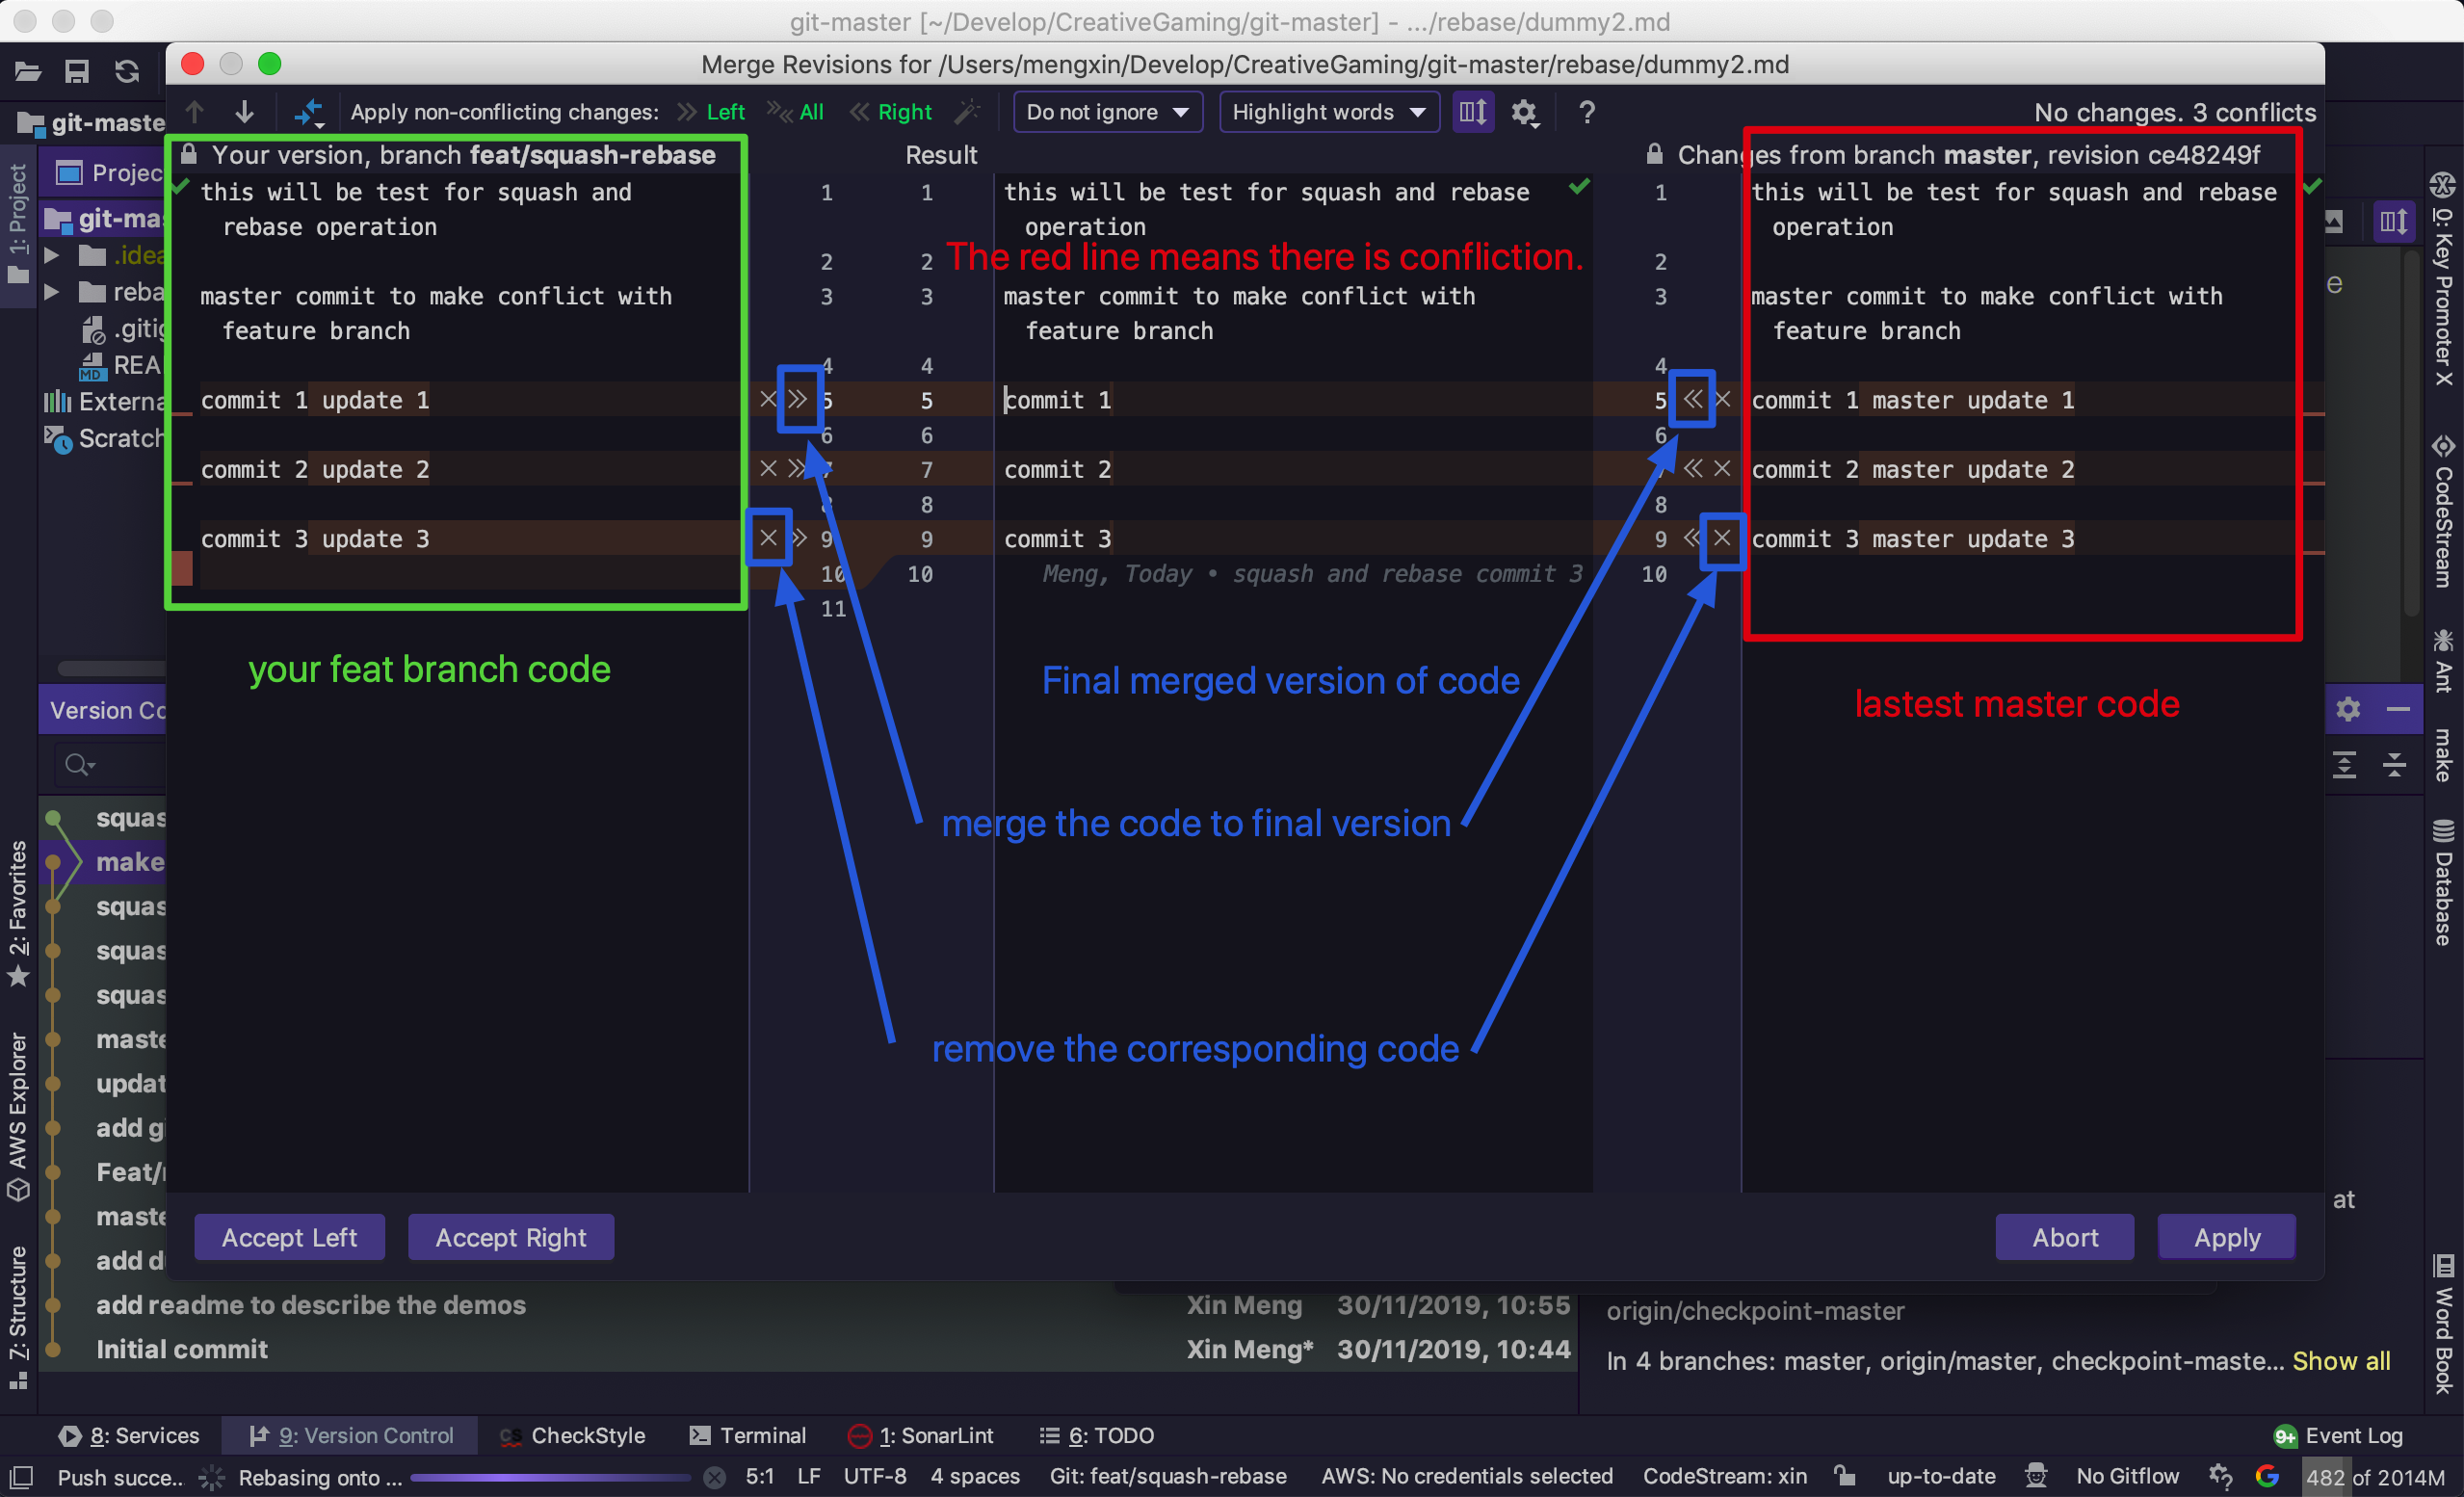 git-master [~/Develop/CreativeGaming/git-master] - .../rebase/dummy2.md
Merge Revisions for /Users/mengxin/Develop/CreativeGaming/git-master/rebase/dummy2.md
Apply non-conflicting changes: Left All Right Do not ignore Highlight words ? No changes. 3 conflicts
Your version, branch feat/squash-rebase
this will be test for squash and
rebase operation
master commit to make conflict with
feature branch
commit 1 update 1
commit 2 update 2
commit 3 update 3
your feat branch code
1
2
3
4
5
6
7
8
9
10
11
Result
1
2
3
4
5
6
7
8
9
10
this will be test for squash and rebase
operation
The red line means there is confliction.
master commit to make conflict with
feature branch
commit 1
commit 2
commit 3
Meng, Today • squash and rebase commit 3
Final merged version of code
merge the code to final version
remove the corresponding code
1
2
3
4
5
6
8
9
10
Changes from branch master, revision ce48249f
this will be test for squash and rebase
operation
master commit to make conflict with
feature branch
commit 1 master update 1
commit 2 master update 2
commit 3 master update 3
lastest master code
Accept Left Accept Right Abort Apply
git-maste
Projec
git-mas
.idea
reba
.gitig
REA
MD
Externa
Scratch
Version Co
squas
make
squas
squas
squas
maste
updat
add g
Feat/
maste
add d
add readme to describe the demos Xin Meng 30/11/2019, 10:55
Initial commit Xin Meng* 30/11/2019, 10:44
e
at
origin/checkpoint-master
In 4 branches: master, origin/master, checkpoint-maste... Show all
1: Project
2: Favorites
AWS Explorer
7: Structure
0: Key Promoter X
CodeStream
Ant
make
Database
Word Book
8: Services 9: Version Control CS CheckStyle Terminal 1: SonarLint 6: TODO 9+ Event Log
Push succe... Rebasing onto ... 5:1 LF UTF-8 4 spaces Git: feat/squash-rebase AWS: No credentials selected CodeStream: xin up-to-date No Gitflow G 482 of 2014M